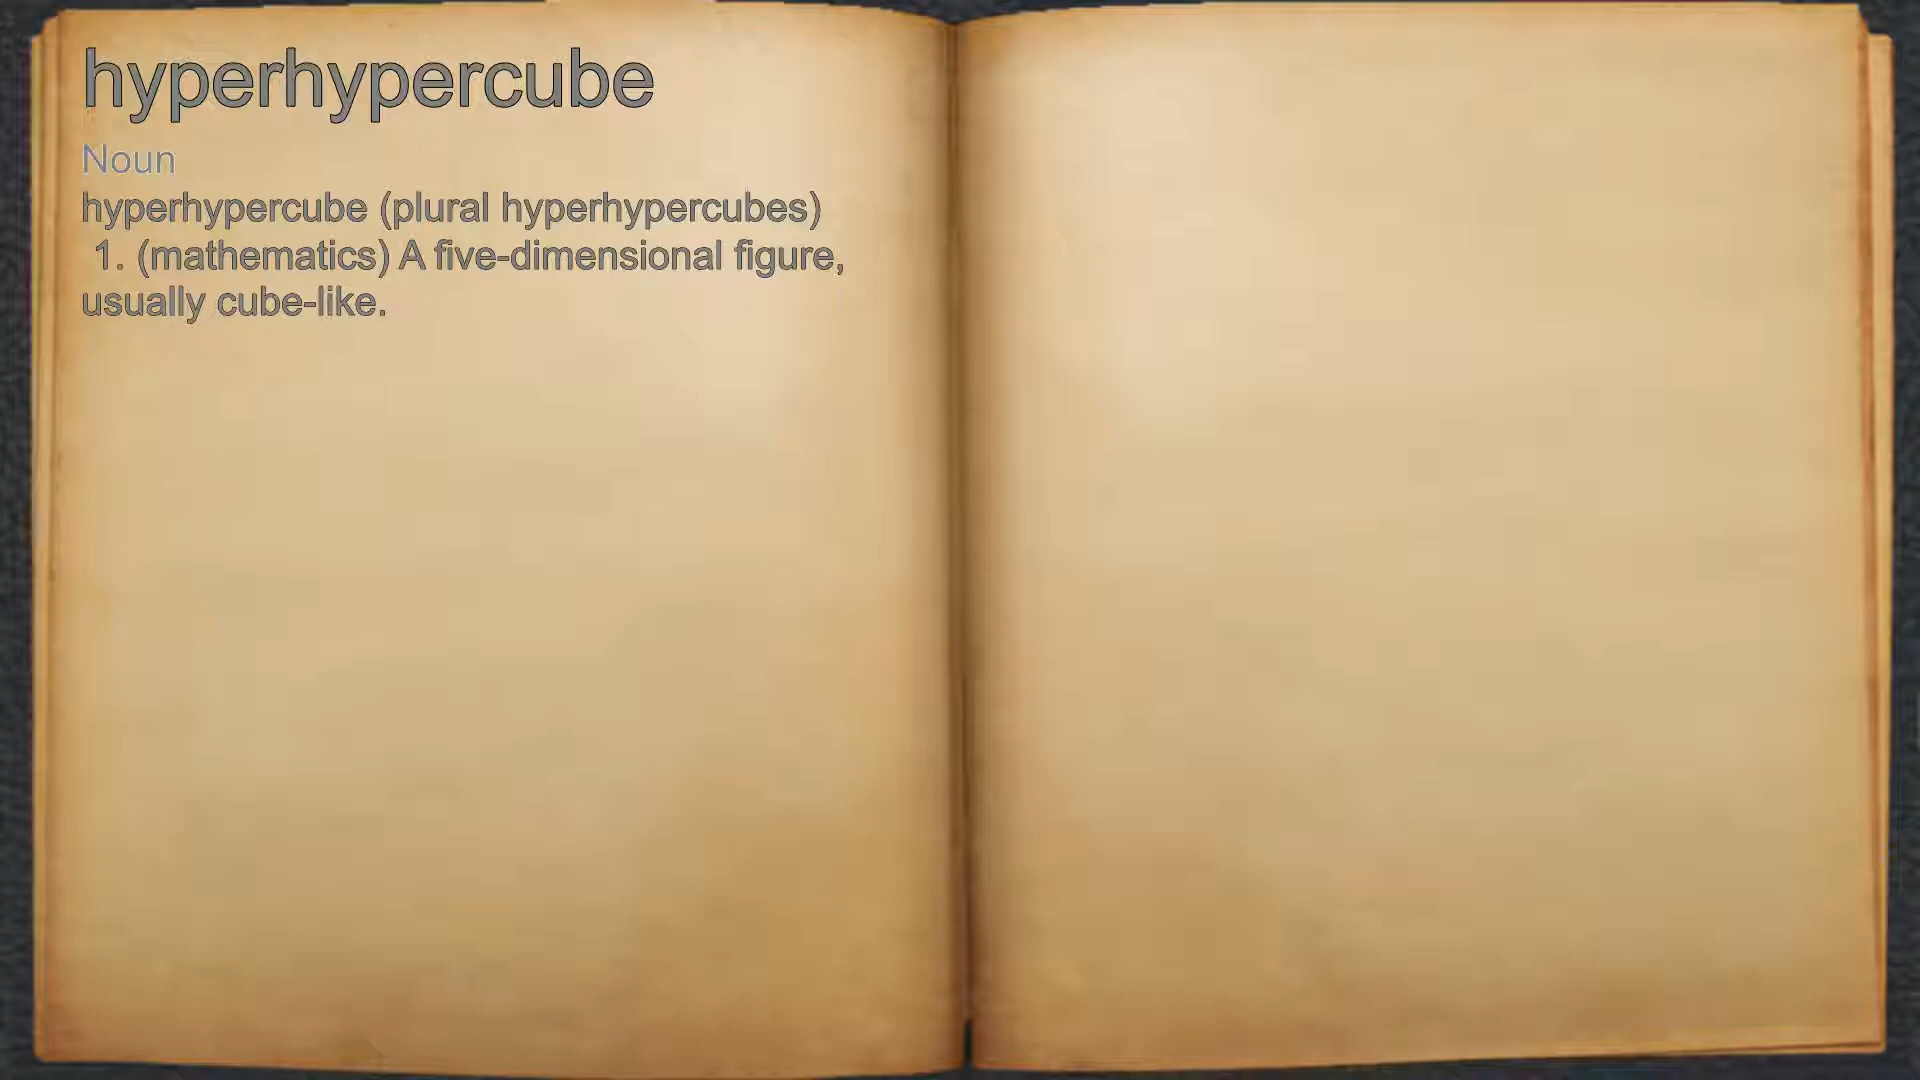 hyperhypercube
Noun
hyperhypercube (plural hyperhypercubes)
1. (mathematics) A five-dimensional figure,
usually cube-like.